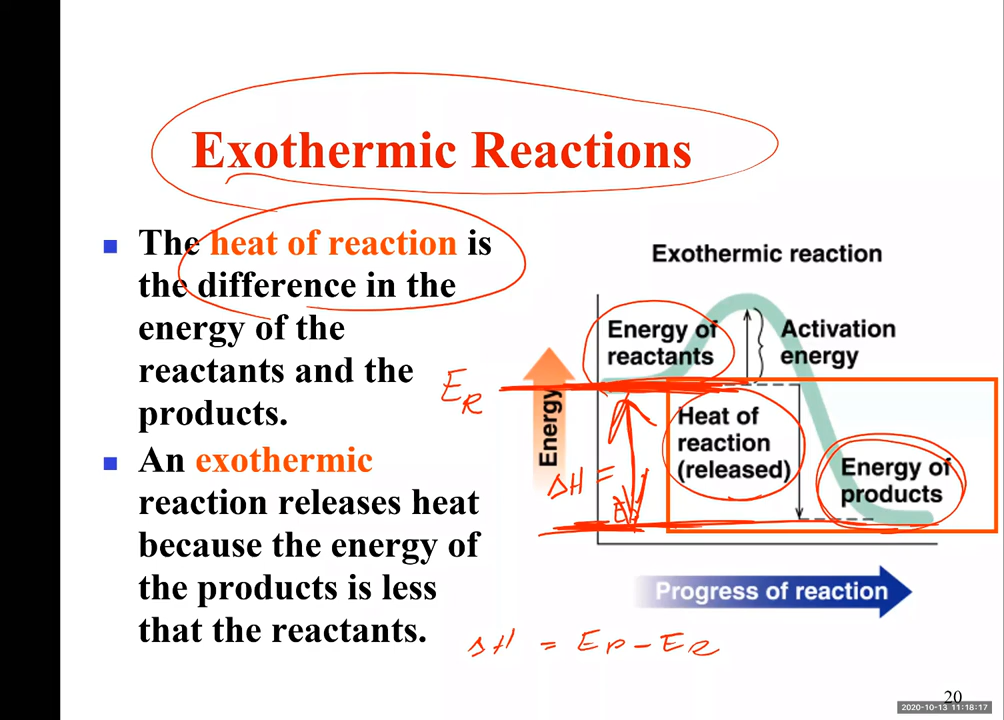 Exothermic Reactions
The heat of reaction is
the difference in the
energy of the
reactants and the
products.
An exothermic
reaction releases heat
because the energy of
the products is less
that the reactants.
Exothermic reaction
Energy of
reactants
Activation
energy
E_R
Energy
Heat of
reaction
(released)
ΔH =
Energy of
products
Progress of reaction
ΔH = E_P - E_R
20
2020-10-13 11:18:17